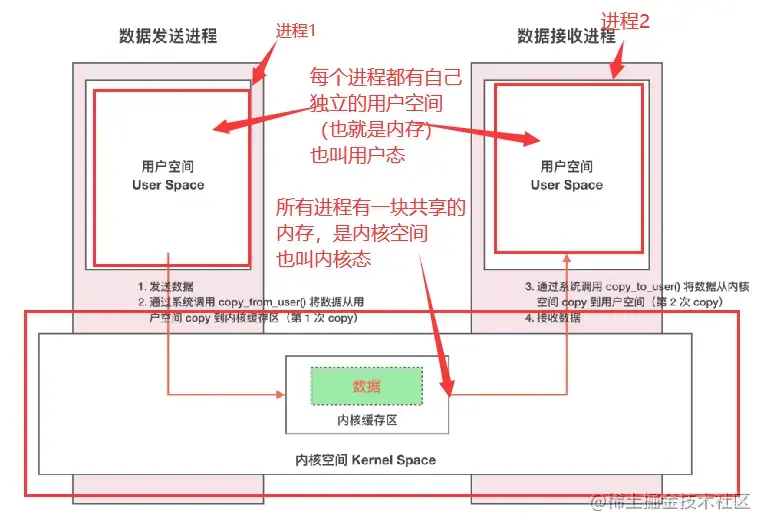 数据发送进程
进程1
数据接收进程
进程2
每个进程都有自己
独立的用户空间
（也就是内存）
也叫用户态
用户空间
User Space
用户空间
User Space
所有进程有一块共享的
内存，是内核空间
也叫内核态
1. 发送数据
2. 通过系统调用 copy_from_user() 将数据从用
户空间 copy 到内核缓存区（第 1 次 copy）
3. 通过系统调用 copy_to_user() 将数据从内核
空间 copy 到用户空间（第 2 次 copy）
4. 接收数据
数据
内核缓存区
内核空间 Kernel Space
@稀土掘金技术社区